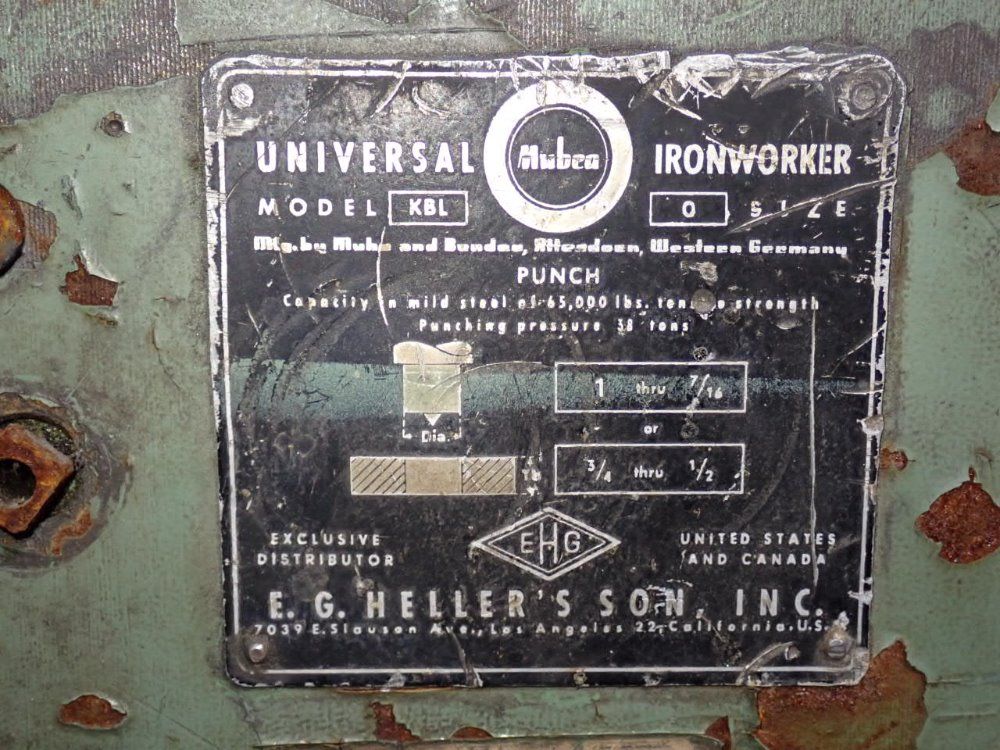 UNIVERSAL Mubea IRONWORKER
MODEL KBL 0 SIZE
Mfg. by Muhr and Bender, Attendorn, Western Germany
PUNCH
Capacity in mild steel of 65,000 lbs. tensile strength
Punching pressure 38 tons
1 thru 7/16
Dia.
or
3/4 thru 1/2
EXCLUSIVE
DISTRIBUTOR
EHG
UNITED STATES
AND CANADA
E. G. HELLER'S SON, INC.
7039 E. Slauson Ave., Los Angeles 22, California, U.S.